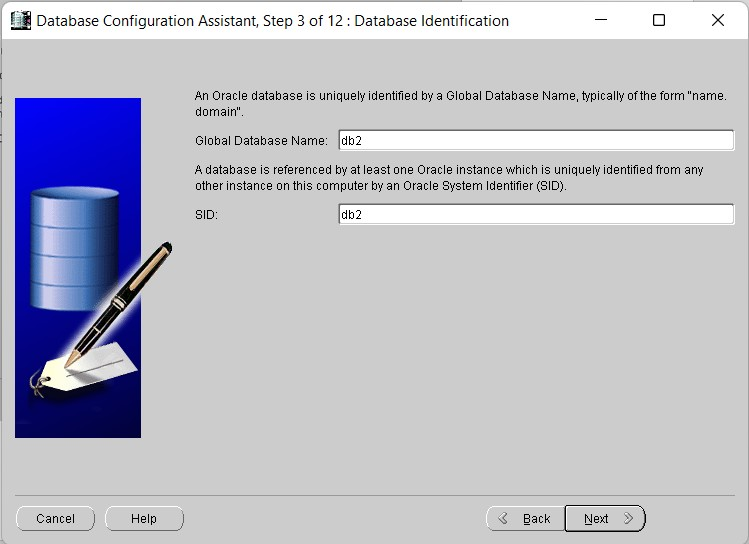 Database Configuration Assistant, Step 3 of 12 : Database Identification
An Oracle database is uniquely identified by a Global Database Name, typically of the form "name.
domain".
Global Database Name: db2
A database is referenced by at least one Oracle instance which is uniquely identified from any
other instance on this computer by an Oracle System Identifier (SID).
SID: db2
Cancel Help Back Next